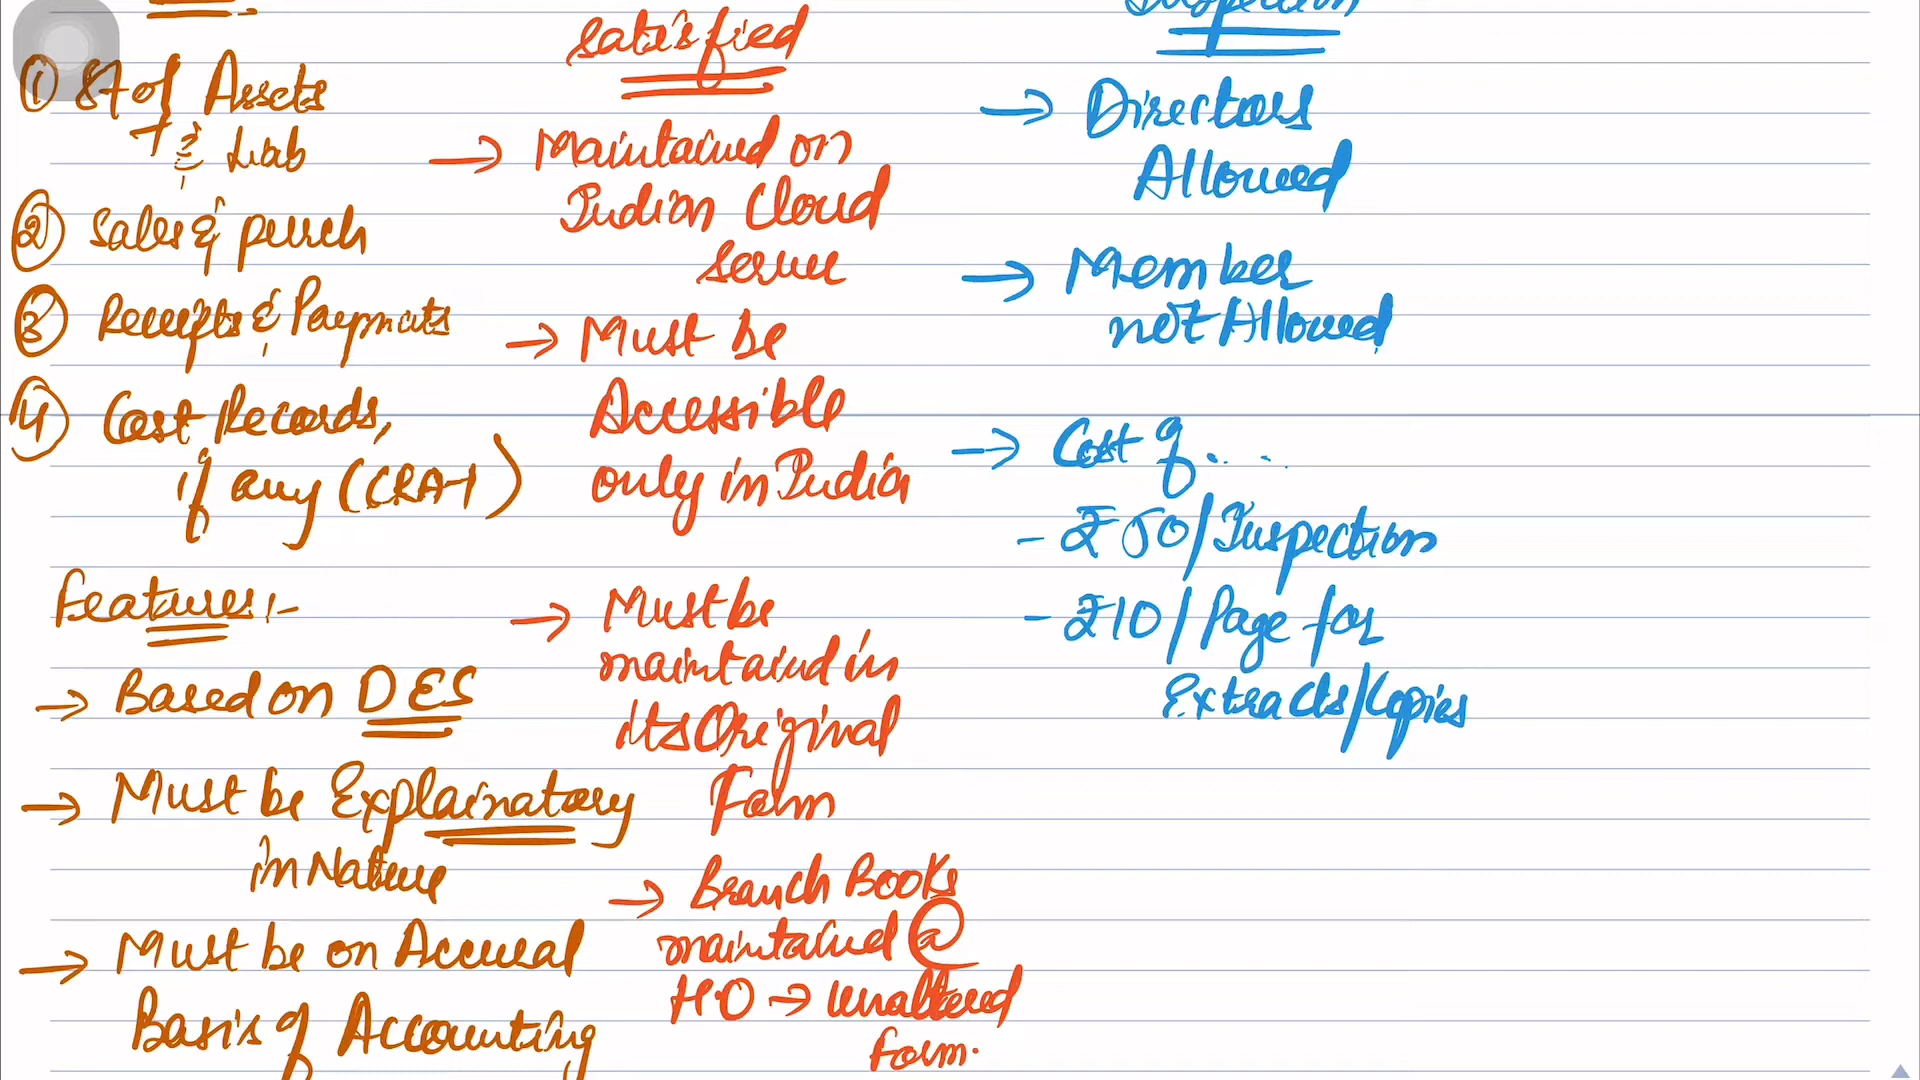 ① St of Assets
& Liab
② Sales & purch
③ Receipts & Payments
④ Cost Records,
if any (CRA-1)
Features:-
→ Based on DES
→ Must be Explainatory
in Nature
→ Must be on Accural
Basis of Accounting
satisfied
→ Maintained on
Indian Cloud
server
→ Must be
Accessible
only in India
→ Must be
maintained in
its Original
Form
→ Branch Books
maintained @
H.O → unaltered
form.
Inspection
→ Directors
Allowed
→ Member
not Allowed
→ Cost of....
- ₹50/Inspection
- ₹10/Page for
Extracts/Copies